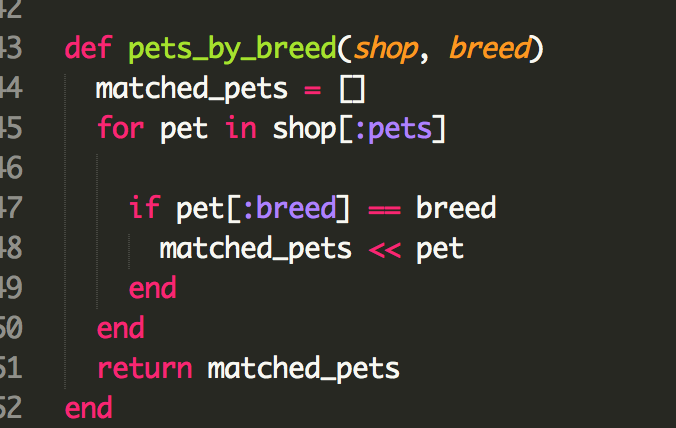 42
43 def pets_by_breed(shop, breed)
44 matched_pets = []
45 for pet in shop[:pets]
46
47 if pet[:breed] == breed
48 matched_pets << pet
49 end
50 end
51 return matched_pets
52 end